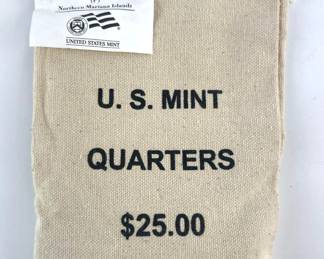 (P)
Northern Mariana Islands
UNITED STATES MINT
U. S. MINT
QUARTERS
$25.00